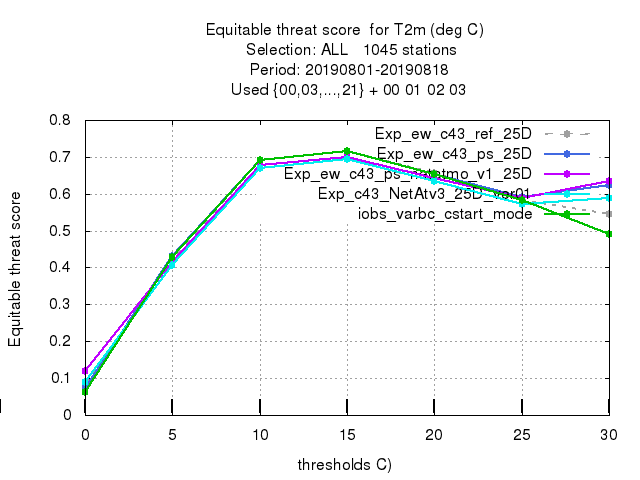 Equitable threat score for T2m (deg C)
Selection: ALL 1045 stations
Period: 20190801-20190818
Used {00,03,...,21} + 00 01 02 03
Exp_ew_c43_ref_25D
Exp_ew_c43_ps_25D
Exp_ew_c43_ps_netatmo_v1_25D
Exp_c43_NetAtv3_25D_ver01
iobs_varbc_cstart_mode
Equitable threat score
0.8
0.7
0.6
0.5
0.4
0.3
0.2
0.1
0
0 5 10 15 20 25 30
thresholds C)